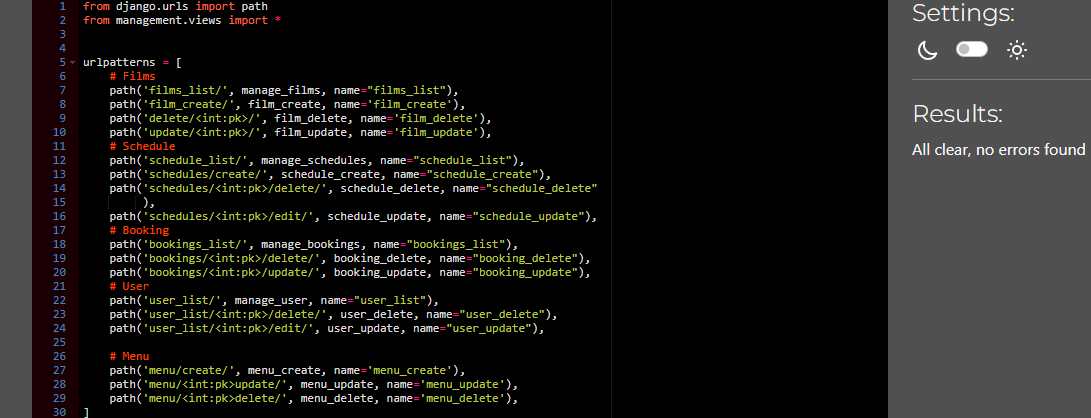 1 from django.urls import path
2 from management.views import *
3
4
5 urlpatterns = [
6     # Films
7     path('films_list/', manage_films, name="films_list"),
8     path('film_create/', film_create, name='film_create'),
9     path('delete/<int:pk>/', film_delete, name='film_delete'),
10     path('update/<int:pk>/', film_update, name='film_update'),
11     # Schedule
12     path('schedule_list/', manage_schedules, name="schedule_list"),
13     path('schedules/create/', schedule_create, name="schedule_create"),
14     path('schedules/<int:pk>/delete/', schedule_delete, name="schedule_delete"
15          ),
16     path('schedules/<int:pk>/edit/', schedule_update, name="schedule_update"),
17     # Booking
18     path('bookings_list/', manage_bookings, name="bookings_list"),
19     path('bookings/<int:pk>/delete/', booking_delete, name="booking_delete"),
20     path('bookings/<int:pk>/update/', booking_update, name="booking_update"),
21     # User
22     path('user_list/', manage_user, name="user_list"),
23     path('user_list/<int:pk>/delete/', user_delete, name="user_delete"),
24     path('user_list/<int:pk>/edit/', user_update, name="user_update"),
25
26     # Menu
27     path('menu/create/', menu_create, name='menu_create'),
28     path('menu/<int:pk>update/', menu_update, name='menu_update'),
29     path('menu/<int:pk>delete/', menu_delete, name='menu_delete'),
30 ]
Settings:
Results:
All clear, no errors found